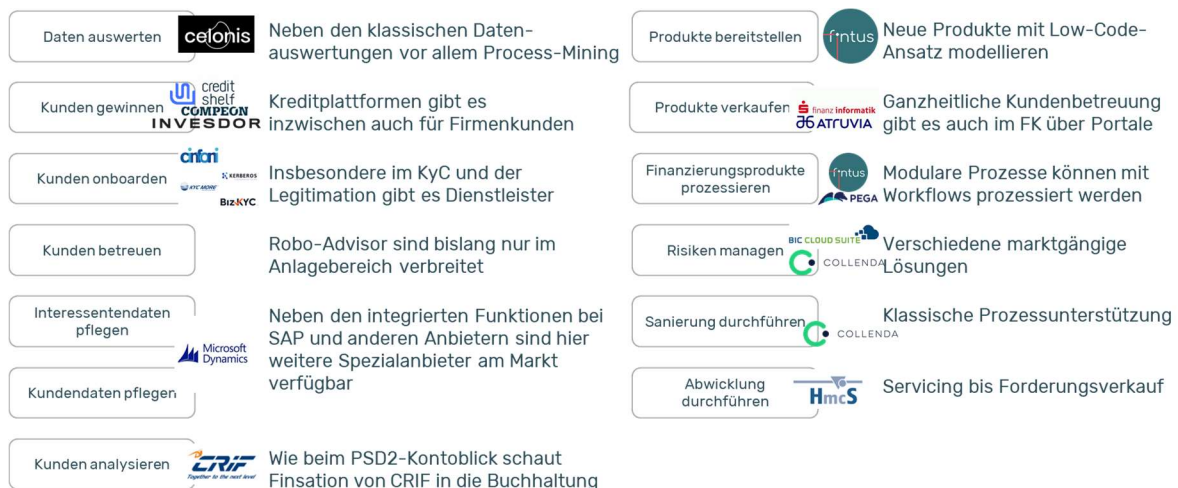 Daten auswerten
celonis
Neben den klassischen Daten-
auswertungen vor allem Process-Mining
Kunden gewinnen
credit
shelf
COMPEON
INVESDOR
Kreditplattformen gibt es
inzwischen auch für Firmenkunden
Kunden onboarden
cinfoni
KERBEROS
KYC MORE
Biz4KYC
Insbesondere im KyC und der
Legitimation gibt es Dienstleister
Kunden betreuen
Robo-Advisor sind bislang nur im
Anlagebereich verbreitet
Interessentendaten
pflegen
Microsoft
Dynamics
Kundendaten pflegen
Neben den integrierten Funktionen bei
SAP und anderen Anbietern sind hier
weitere Spezialanbieter am Markt
verfügbar
Kunden analysieren
CRIF
Together to the next level
Wie beim PSD2-Kontoblick schaut
Finsation von CRIF in die Buchhaltung
Produkte bereitstellen
fintus
Neue Produkte mit Low-Code-
Ansatz modellieren
Produkte verkaufen
finanz informatik
ATRUVIA
Ganzheitliche Kundenbetreuung
gibt es auch im FK über Portale
Finanzierungsprodukte
prozessieren
fintus
PEGA
Modulare Prozesse können mit
Workflows prozessiert werden
Risiken managen
BIC CLOUD SUITE
COLLENDA
Verschiedene marktgängige
Lösungen
Sanierung durchführen
COLLENDA
Klassische Prozessunterstützung
Abwicklung
durchführen
HmcS
Servicing bis Forderungsverkauf